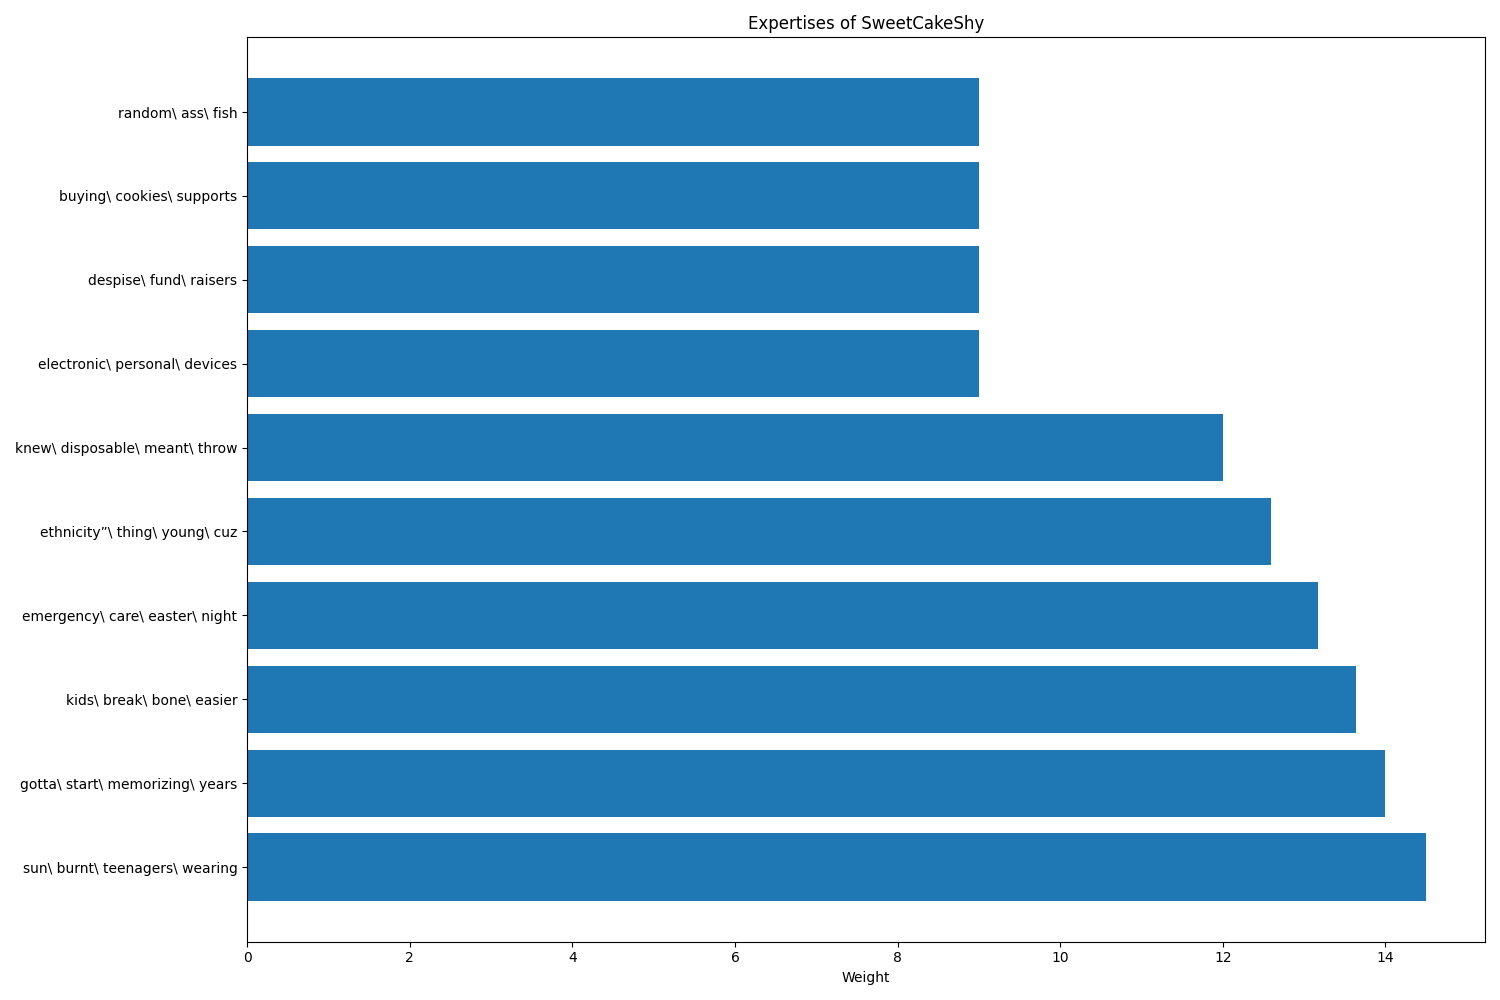 Expertises of SweetCakeShy
random\ ass\ fish
buying\ cookies\ supports
despise\ fund\ raisers
electronic\ personal\ devices
knew\ disposable\ meant\ throw
ethnicity”\ thing\ young\ cuz
emergency\ care\ easter\ night
kids\ break\ bone\ easier
gotta\ start\ memorizing\ years
sun\ burnt\ teenagers\ wearing
0 2 4 6 8 10 12 14
Weight